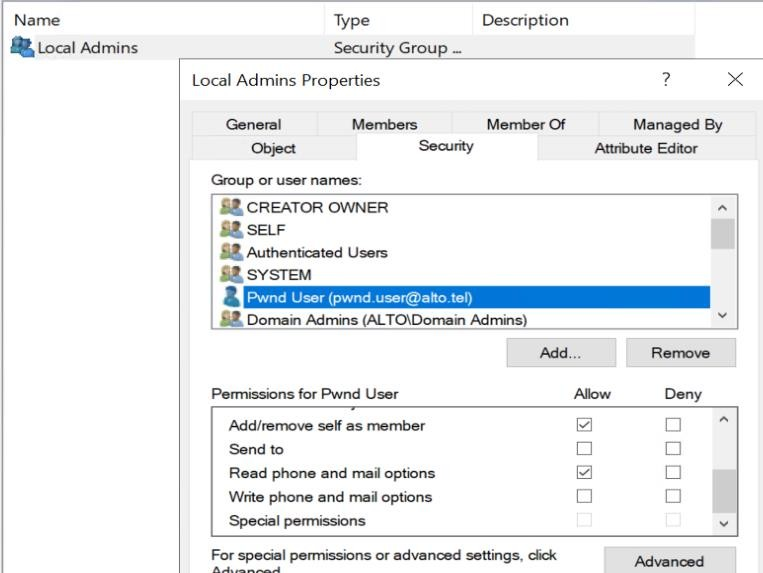 Name Type Description
Local Admins Security Group ...
Local Admins Properties ?
General Members Member Of Managed By
Object Security Attribute Editor
Group or user names:
CREATOR OWNER
SELF
Authenticated Users
SYSTEM
Pwnd User (pwnd.user@alto.tel)
Domain Admins (ALTO\Domain Admins)
Add... Remove
Permissions for Pwnd User Allow Deny
Add/remove self as member
Send to
Read phone and mail options
Write phone and mail options
Special permissions
For special permissions or advanced settings, click Advanced
Advanced.